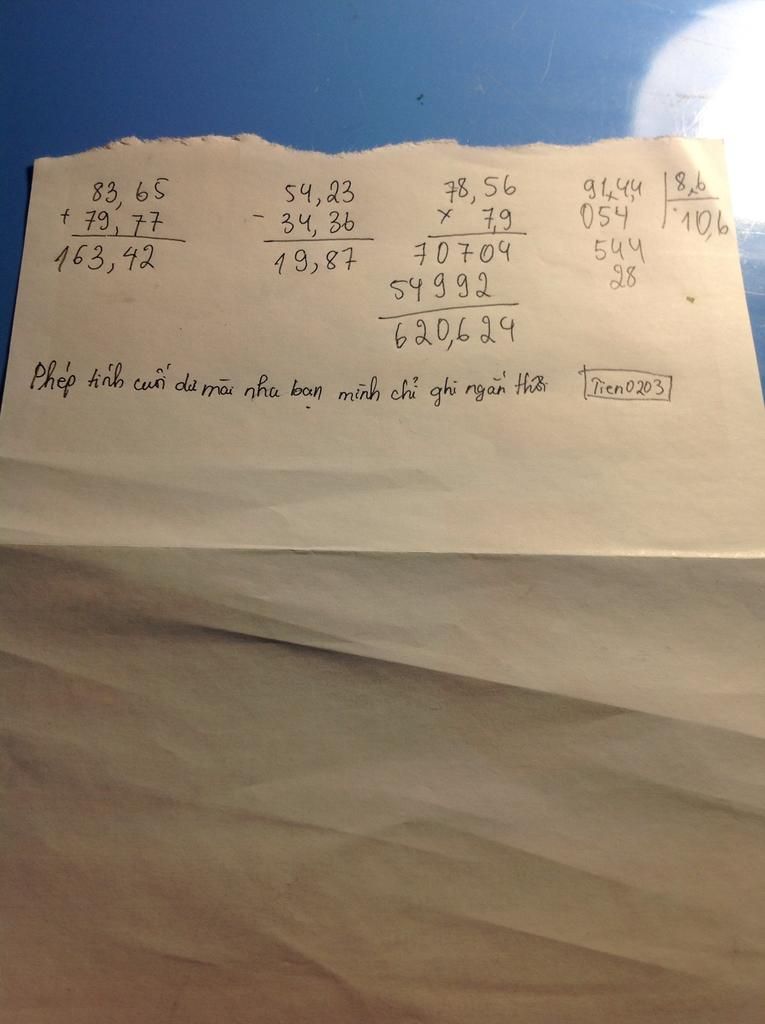 83,65 54,23 78,56 91,44 8,6
+ 79,77 - 34,36 × 7,9 054 10,6
163,42 19,87 70704 544
54992 28
620,624
Phép tính cuối dư mãi nha bạn mình chỉ ghi ngắn thôi Tien0203